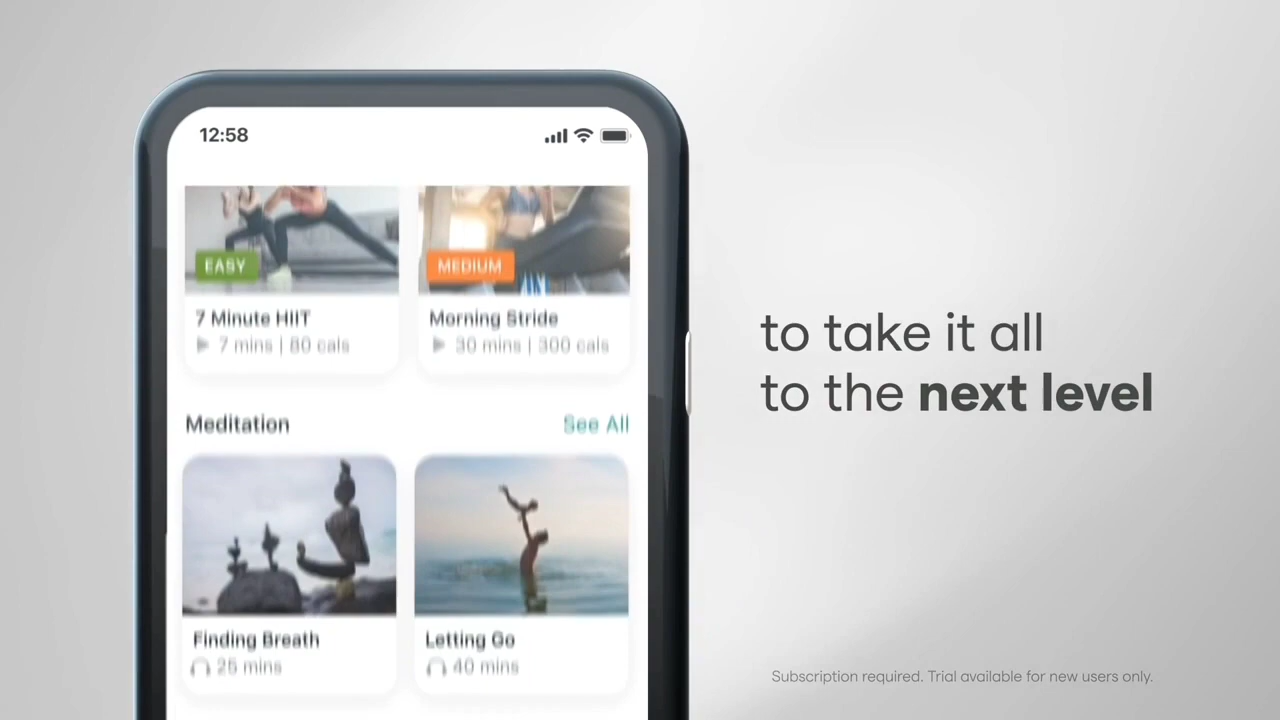 12:58
EASY
MEDIUM
7 Minute HIIT
Morning Stride
7 mins | 80 cals
30 mins | 300 cals
Meditation
See All
Finding Breath
Letting Go
25 mins
40 mins
to take it all
to the next level
Subscription required. Trial available for new users only.